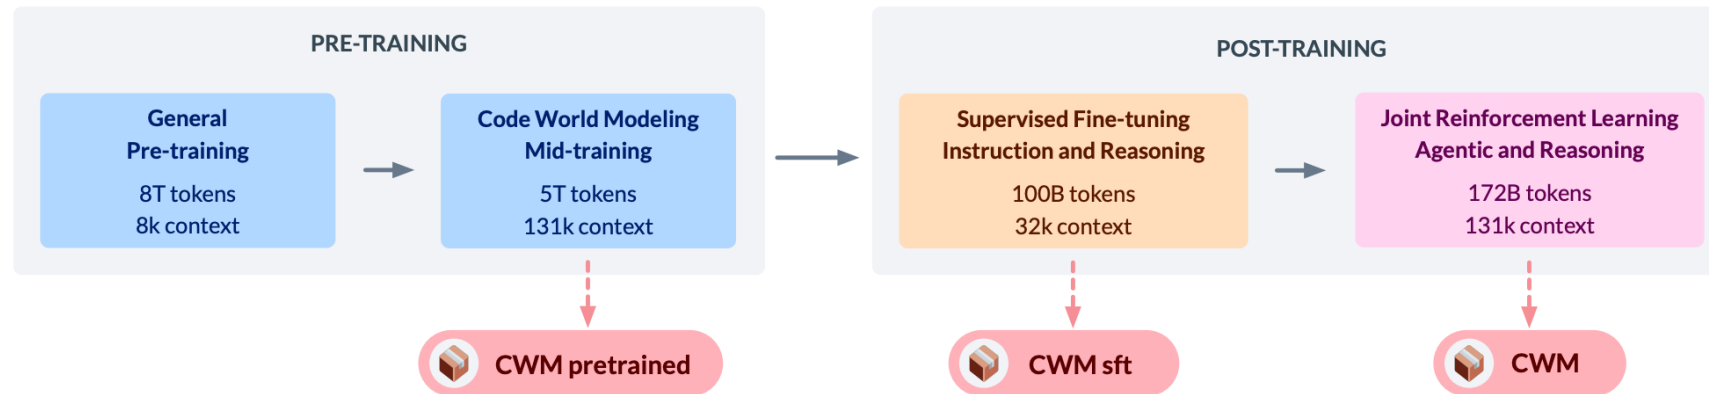 PRE-TRAINING
General
Pre-training
8T tokens
8k context
Code World Modeling
Mid-training
5T tokens
131k context
CWM pretrained
POST-TRAINING
Supervised Fine-tuning
Instruction and Reasoning
100B tokens
32k context
CWM sft
Joint Reinforcement Learning
Agentic and Reasoning
172B tokens
131k context
CWM